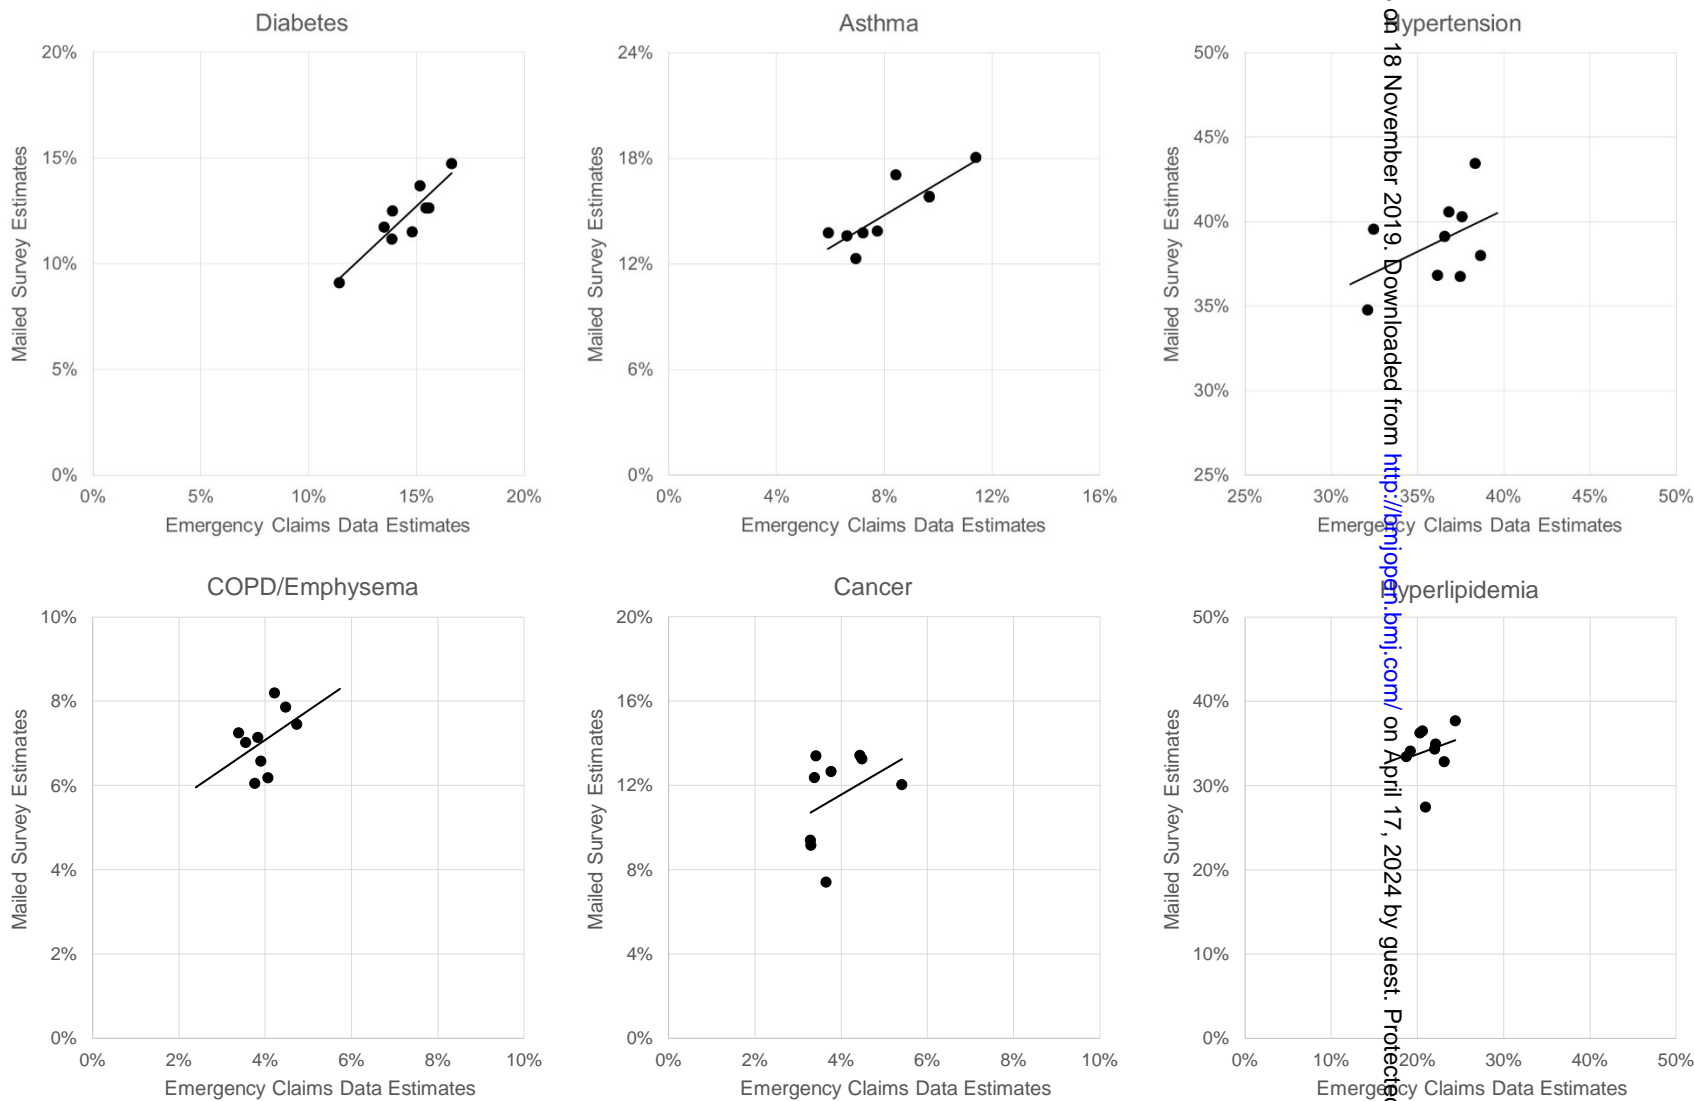 Diabetes
20%
15%
10%
5%
0%
0% 5% 10% 15% 20%
Mailed Survey Estimates
Emergency Claims Data Estimates
Asthma
24%
18%
12%
6%
0%
0% 4% 8% 12% 16%
Mailed Survey Estimates
Emergency Claims Data Estimates
Hypertension
50%
45%
40%
35%
30%
25%
25% 30% 35% 40% 45% 50%
Mailed Survey Estimates
Emergency Claims Data Estimates
COPD/Emphysema
10%
8%
6%
4%
2%
0%
0% 2% 4% 6% 8% 10%
Mailed Survey Estimates
Emergency Claims Data Estimates
Cancer
20%
16%
12%
8%
4%
0%
0% 2% 4% 6% 8% 10%
Mailed Survey Estimates
Emergency Claims Data Estimates
Hyperlipidemia
50%
40%
30%
20%
10%
0%
0% 10% 20% 30% 40% 50%
Mailed Survey Estimates
Emergency Claims Data Estimates
on 18 November 2019. Downloaded from http://bmjopen.bmj.com/ on April 17, 2024 by guest. Protected